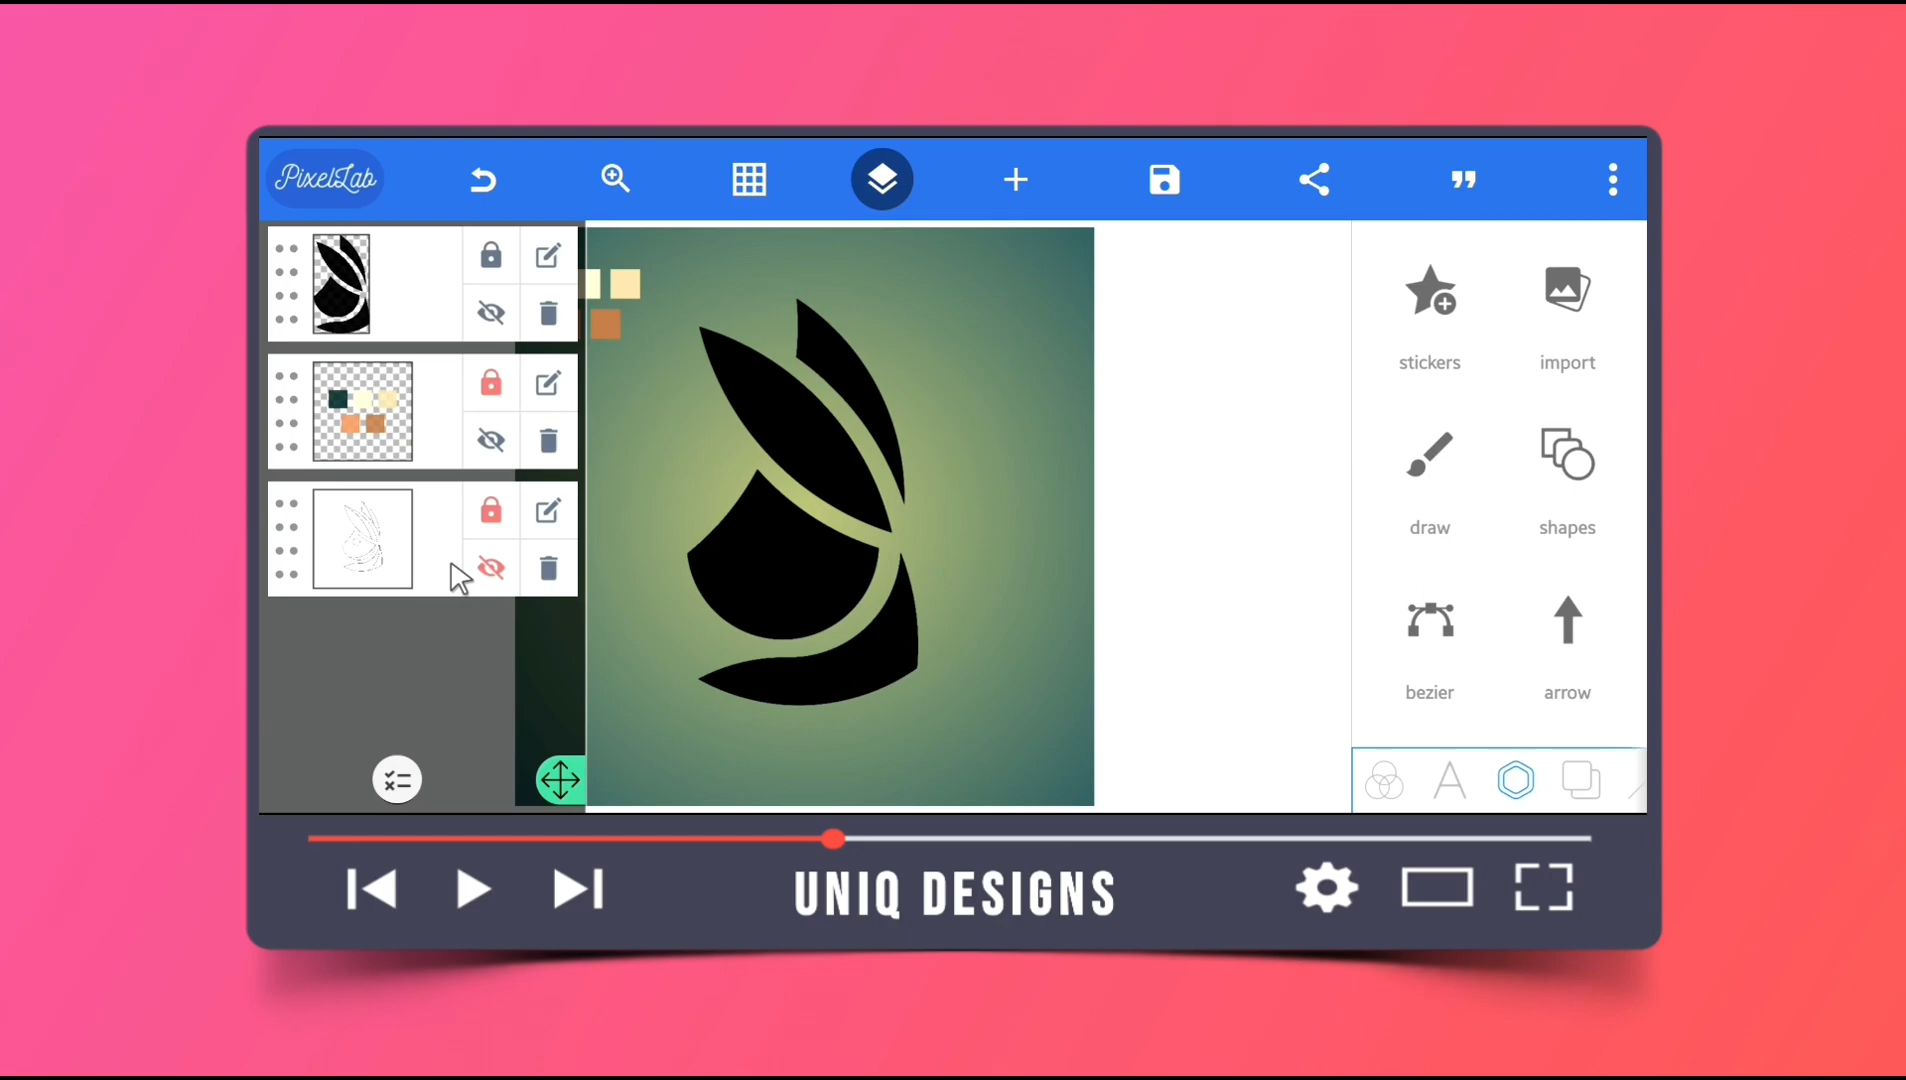 PixelLab
stickers
import
draw
shapes
bezier
arrow
UNIQ DESIGNS